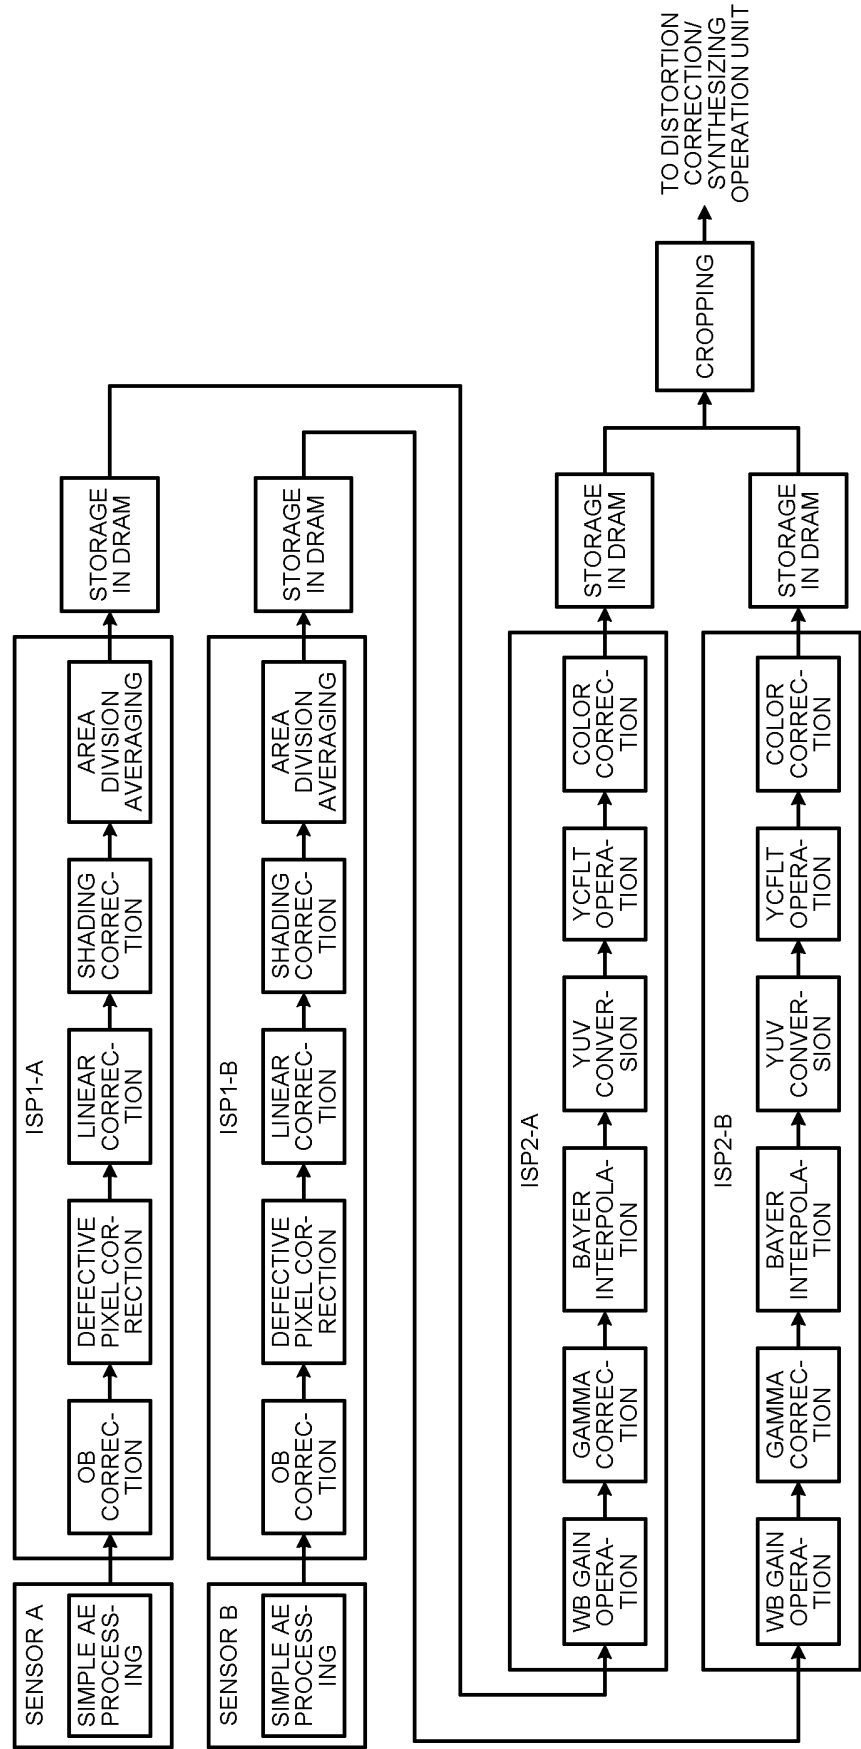 SENSOR A
SIMPLE AE
PROCESS-
ING
ISP1-A
OB
CORREC-
TION
DEFECTIVE
PIXEL COR-
RECTION
LINEAR
CORREC-
TION
SHADING
CORREC-
TION
AREA
DIVISION
AVERAGING
STORAGE
IN DRAM
SENSOR B
SIMPLE AE
PROCESS-
ING
ISP1-B
OB
CORREC-
TION
DEFECTIVE
PIXEL COR-
RECTION
LINEAR
CORREC-
TION
SHADING
CORREC-
TION
AREA
DIVISION
AVERAGING
STORAGE
IN DRAM
ISP2-A
WB GAIN
OPERA-
TION
GAMMA
CORREC-
TION
BAYER
INTERPOLA-
TION
YUV
CONVER-
SION
YCFLT
OPERA-
TION
COLOR
CORREC-
TION
STORAGE
IN DRAM
ISP2-B
WB GAIN
OPERA-
TION
GAMMA
CORREC-
TION
BAYER
INTERPOLA-
TION
YUV
CONVER-
SION
YCFLT
OPERA-
TION
COLOR
CORREC-
TION
STORAGE
IN DRAM
CROPPING
TO DISTORTION
CORRECTION/
SYNTHESIZING
OPERATION UNIT